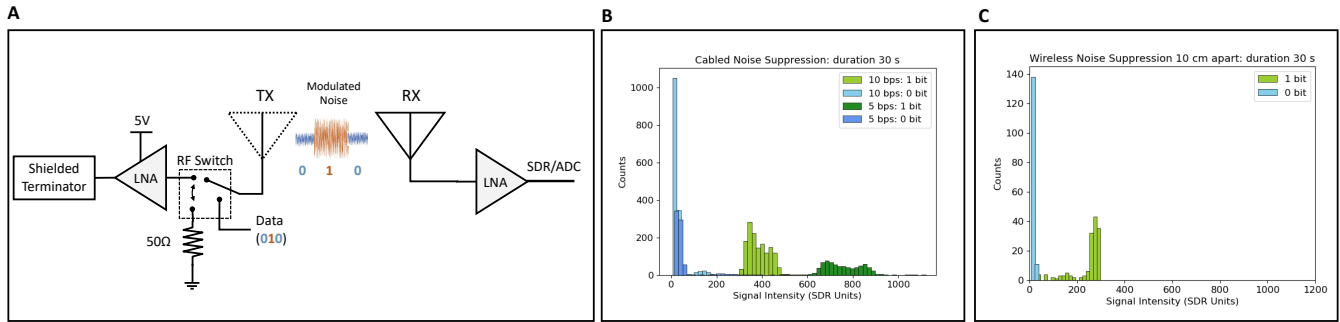 A
TX
Modulated
Noise
RX
5V
RF Switch
Shielded
Terminator
LNA
0 1 0
SDR/ADC
LNA
Data
(010)
50Ω
B
Cabled Noise Suppression: duration 30 s
10 bps: 1 bit
10 bps: 0 bit
5 bps: 1 bit
5 bps: 0 bit
Counts
1000
800
600
400
200
0
0 200 400 600 800 1000
Signal Intensity (SDR Units)
C
Wireless Noise Suppression 10 cm apart: duration 30 s
1 bit
0 bit
Counts
140
120
100
80
60
40
20
0
0 200 400 600 800 1000 1200
Signal Intensity (SDR Units)